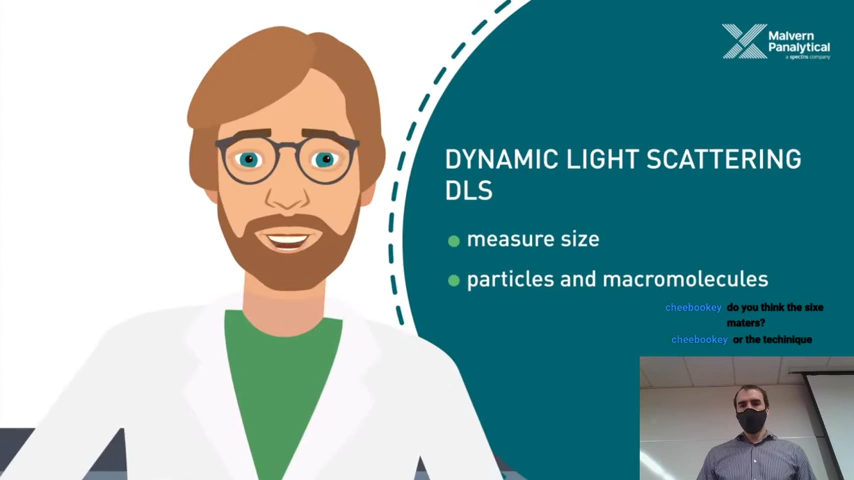 Malvern
Panalytical
a spectris company
DYNAMIC LIGHT SCATTERING
DLS
measure size
particles and macromolecules
cheebookey do you think the sixe
maters?
cheebookey or the techinique